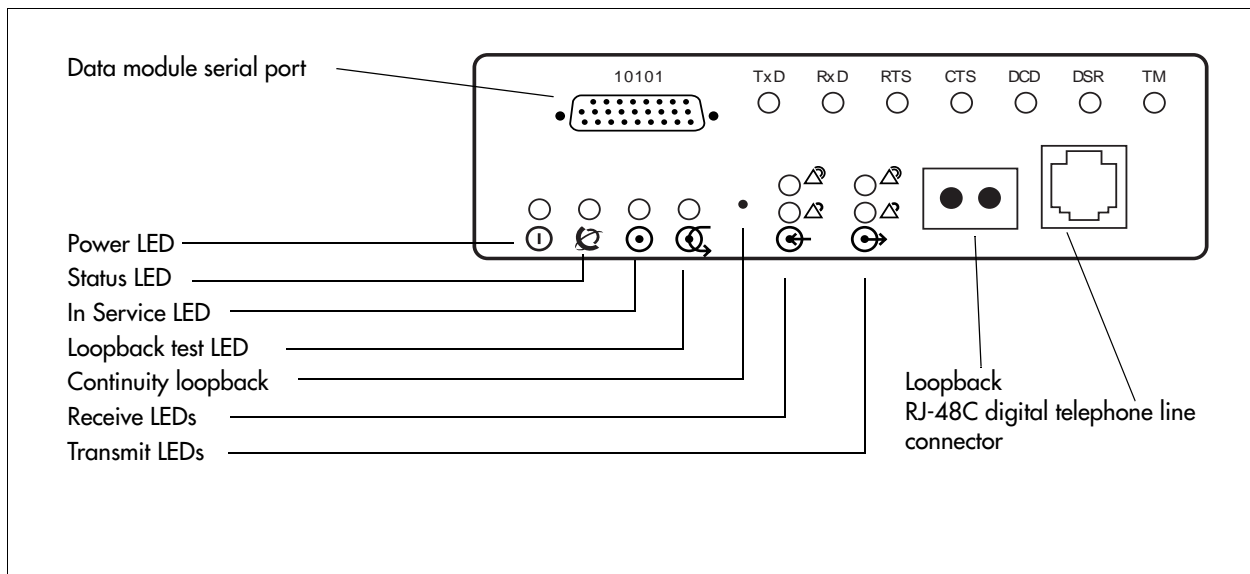 Data module serial port
10101 TxD RxD RTS CTS DCD DSR TM
Power LED
Status LED
In Service LED
Loopback test LED
Continuity loopback
Receive LEDs
Transmit LEDs
Loopback
RJ-48C digital telephone line
connector